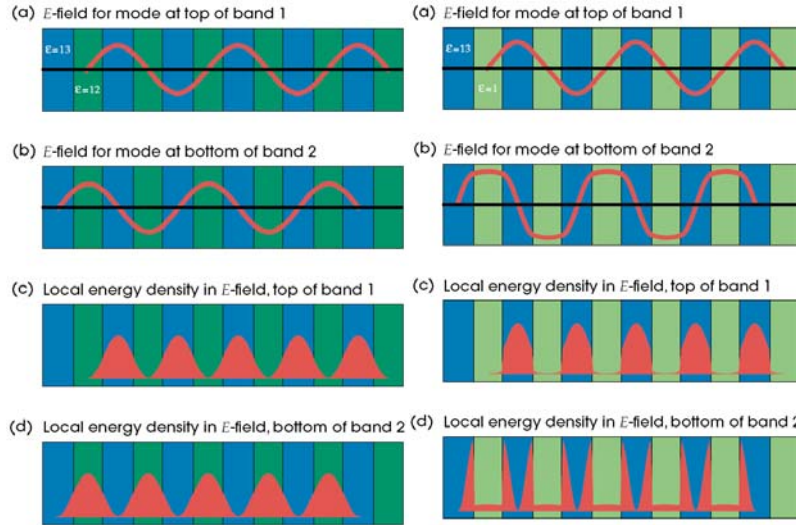 (a) E-field for mode at top of band 1
ε=13
ε=12
(b) E-field for mode at bottom of band 2
(c) Local energy density in E-field, top of band 1
(d) Local energy density in E-field, bottom of band 2
(a) E-field for mode at top of band 1
ε=13
ε=1
(b) E-field for mode at bottom of band 2
(c) Local energy density in E-field, top of band 1
(d) Local energy density in E-field, bottom of band 2